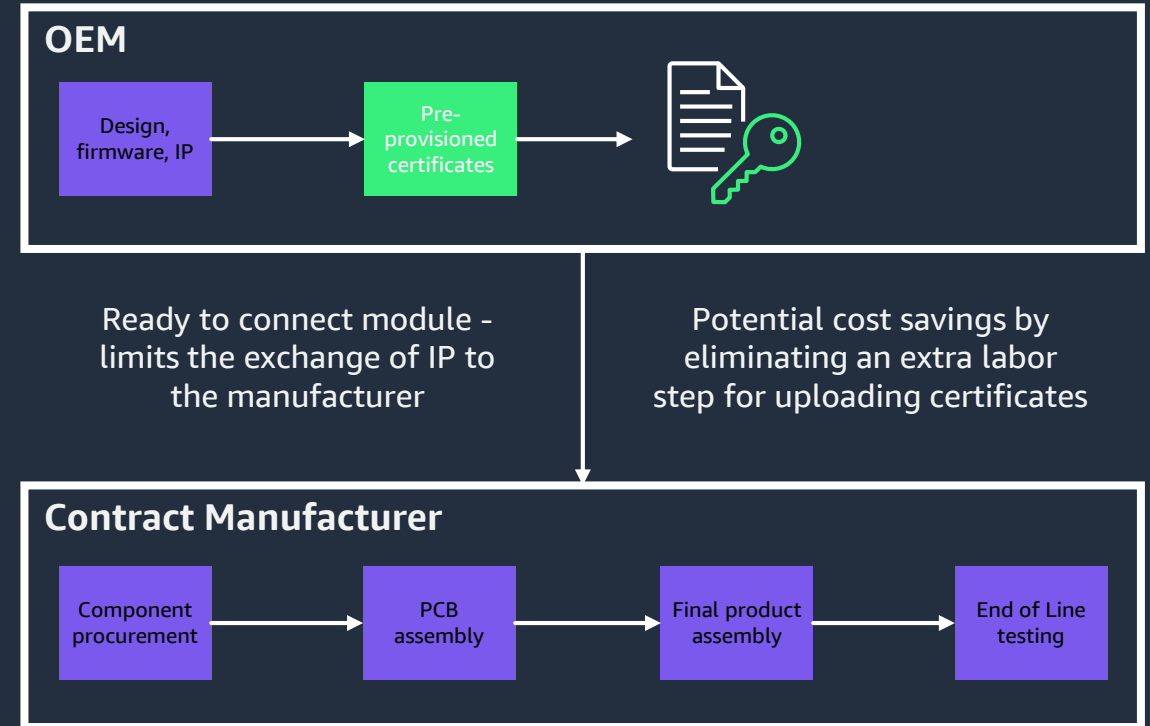 OEM
Design,
firmware, IP
Pre-
provisioned
certificates
Ready to connect module -
limits the exchange of IP to
the manufacturer
Potential cost savings by
eliminating an extra labor
step for uploading certificates
Contract Manufacturer
Component
procurement
PCB
assembly
Final product
assembly
End of Line
testing